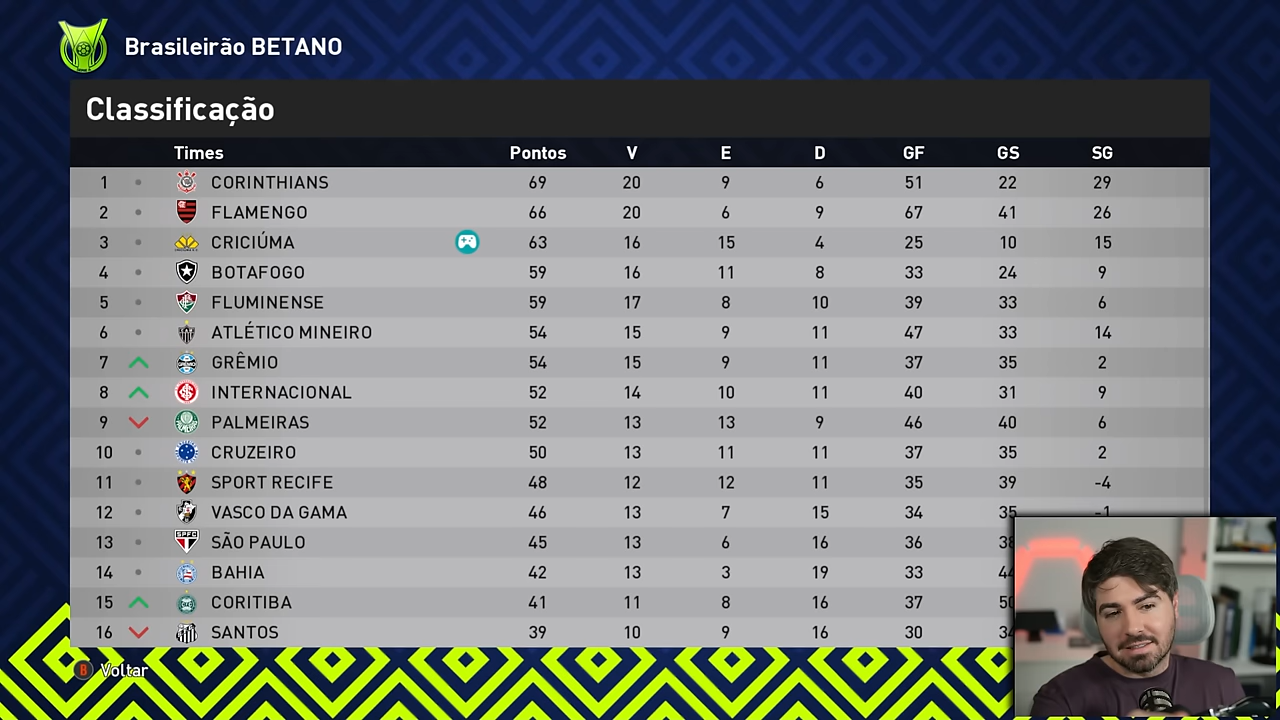 Brasileirão BETANO
Classificação
Times Pontos V E D GF GS SG
1 CORINTHIANS 69 20 9 6 51 22 29
2 FLAMENGO 66 20 6 9 67 41 26
3 CRICIÚMA 63 16 15 4 25 10 15
4 BOTAFOGO 59 16 11 8 33 24 9
5 FLUMINENSE 59 17 8 10 39 33 6
6 ATLÉTICO MINEIRO 54 15 9 11 47 33 14
7 GRÊMIO 54 15 9 11 37 35 2
8 INTERNACIONAL 52 14 10 11 40 31 9
9 PALMEIRAS 52 13 13 9 46 40 6
10 CRUZEIRO 50 13 11 11 37 35 2
11 SPORT RECIFE 48 12 12 11 35 39 -4
12 VASCO DA GAMA 46 13 7 15 34 35 -1
13 SÃO PAULO 45 13 6 16 36
14 BAHIA 42 13 3 19 33
15 CORITIBA 41 11 8 16 37
16 SANTOS 39 10 9 16 30
B Voltar